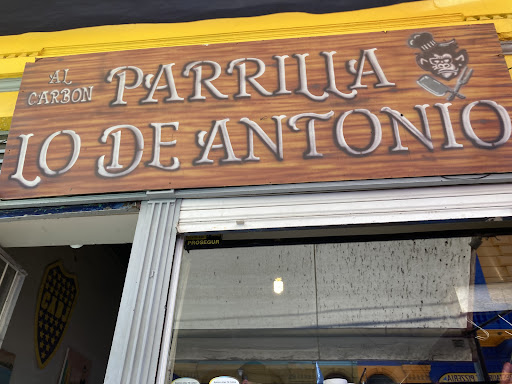 AL
CARBON
PARRILLA
LO DE ANTONIO
PROSEGUR